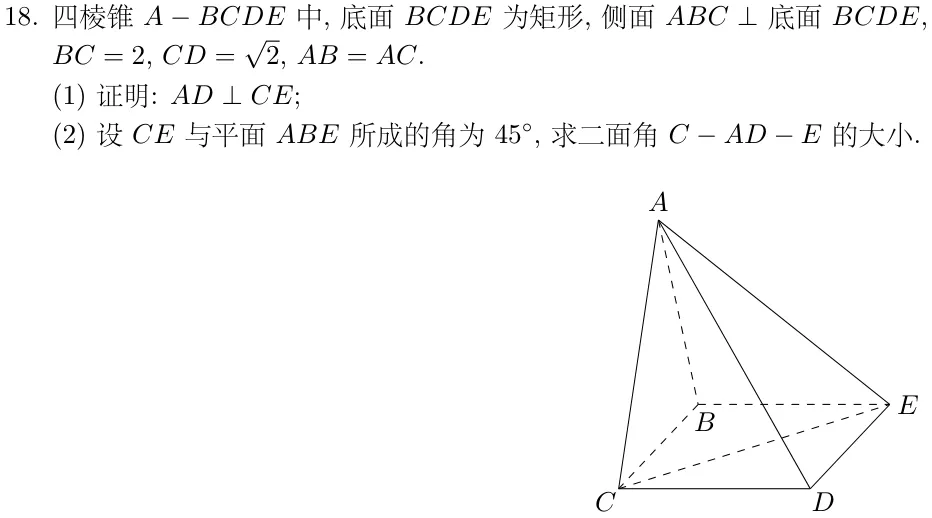 18. 四棱锥 A − BCDE 中, 底面 BCDE 为矩形, 侧面 ABC ⊥ 底面 BCDE,
BC = 2, CD = √2, AB = AC.
(1) 证明: AD ⊥ CE;
(2) 设 CE 与平面 ABE 所成的角为 45°, 求二面角 C − AD − E 的大小.
A
B
E
C
D